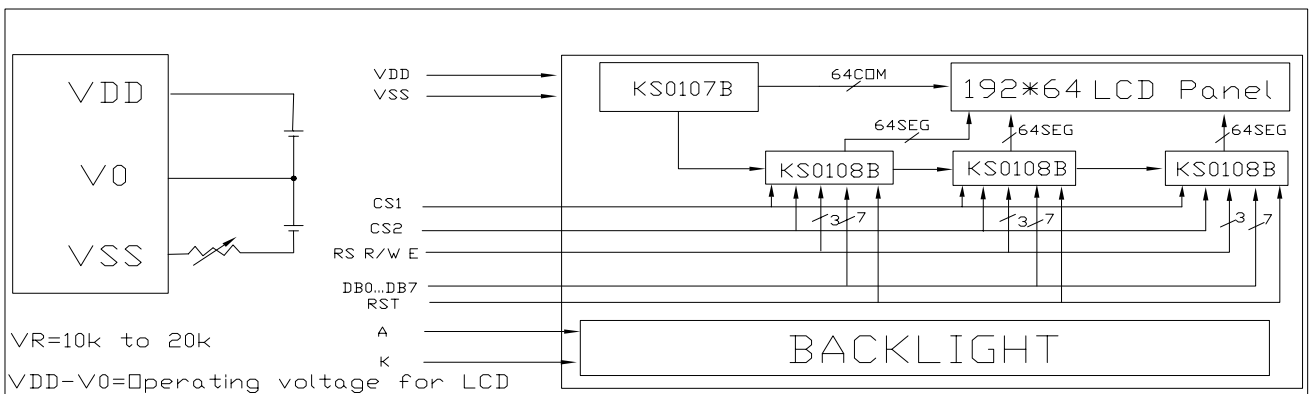 VDD
V0
VSS
VR=10k to 20k
VDD-V0=Operating voltage for LCD
VDD
VSS
CS1
CS2
RS R/W E
DB0...DB7
RST
A
K
KS0107B
64COM
192*64 LCD Panel
64SEG
64SEG
64SEG
KS0108B
KS0108B
KS0108B
3
7
3
7
3
7
BACKLIGHT